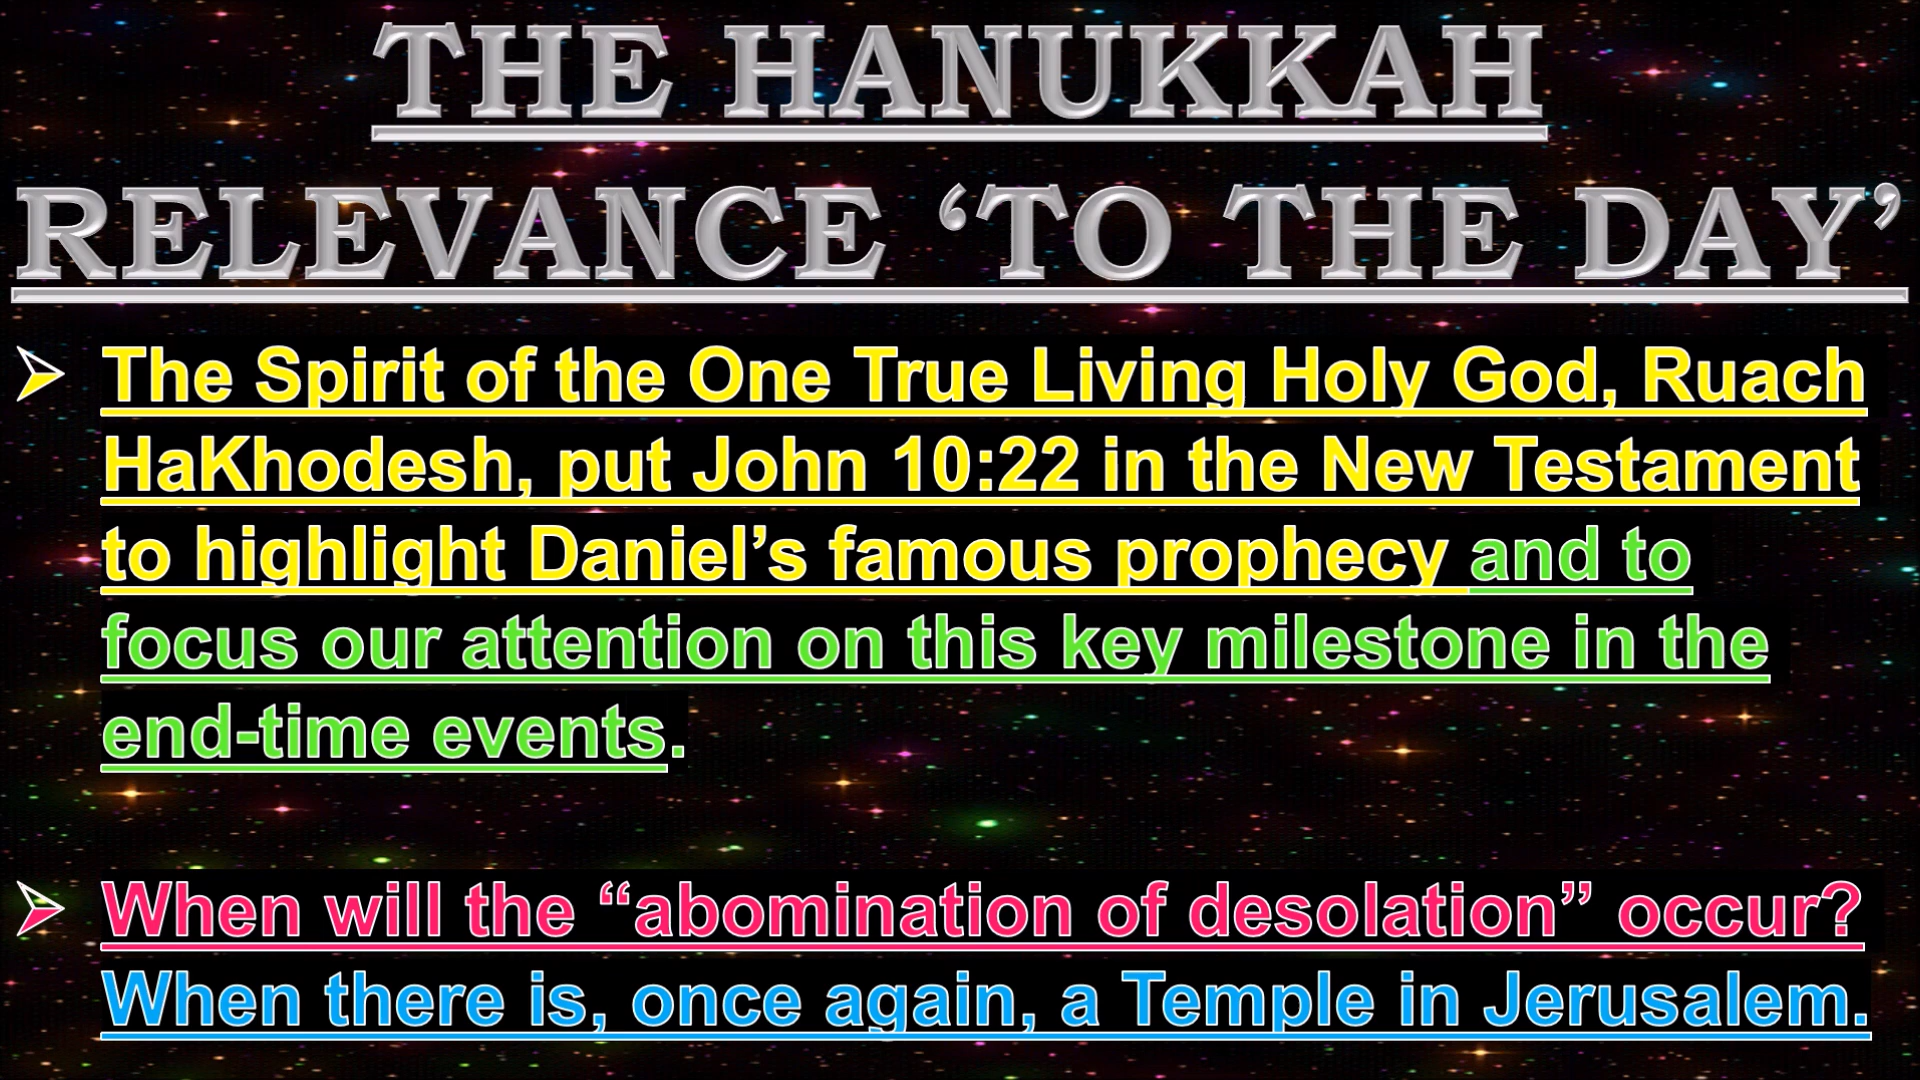 THE HANUKKAH
RELEVANCE ‘TO THE DAY’
➢ The Spirit of the One True Living Holy God, Ruach
HaKhodesh, put John 10:22 in the New Testament
to highlight Daniel’s famous prophecy and to
focus our attention on this key milestone in the
end-time events.
➢ When will the “abomination of desolation” occur?
When there is, once again, a Temple in Jerusalem.